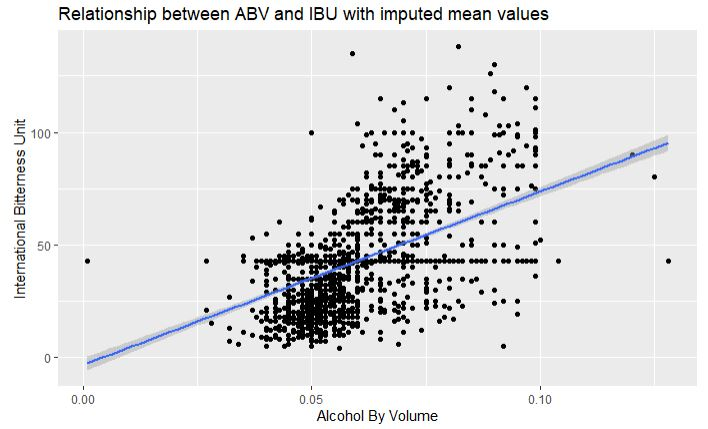 Relationship between ABV and IBU with imputed mean values
International Bitterness Unit
100
50
0
0.00
0.05
0.10
Alcohol By Volume